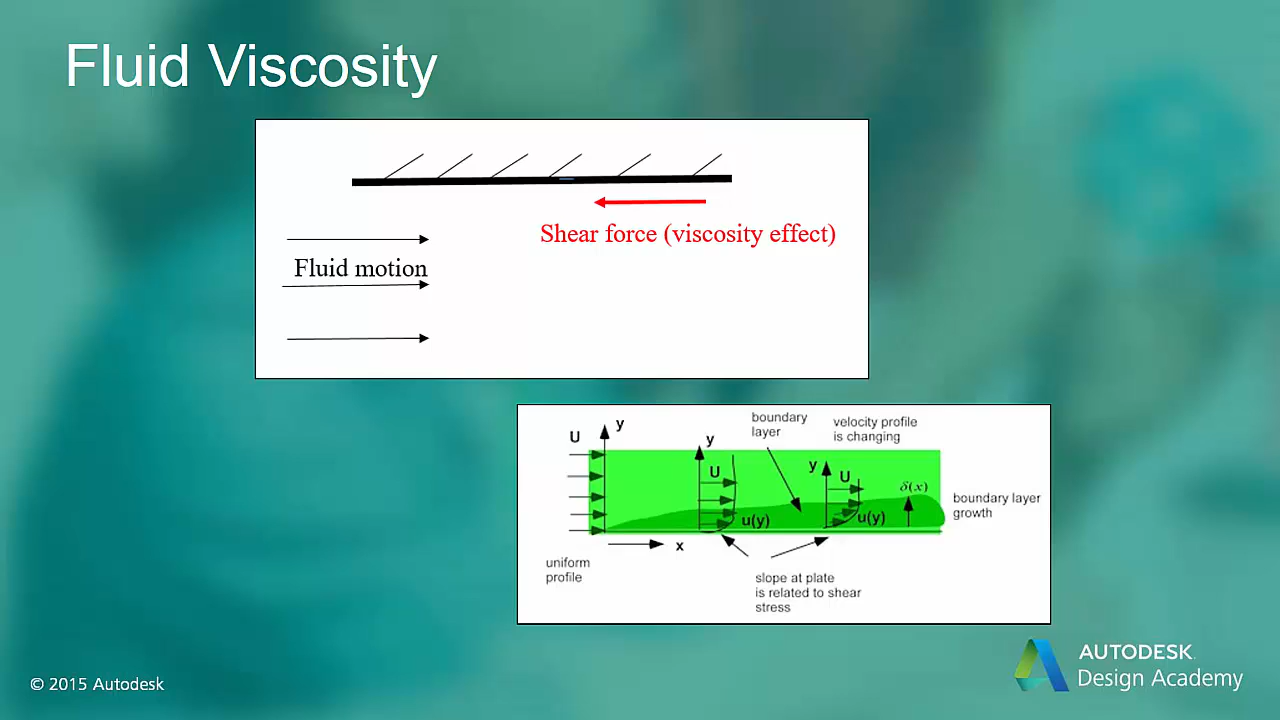 Fluid Viscosity
Shear force (viscosity effect)
Fluid motion
boundary
layer
velocity profile
is changing
U
y
y
U
y
U
δ(x)
u(y)
u(y)
boundary layer
growth
x
uniform
profile
slope at plate
is related to shear
stress
© 2015 Autodesk
AUTODESK.
Design Academy